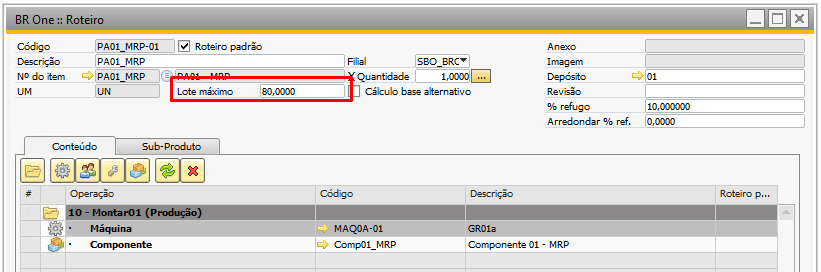 BR One :: Roteiro
Código PA01_MRP-01 Roteiro padrão Anexo
Descrição PA01_MRP Filial SBO_BRC Imagem
Nº do item PA01_MRP PA01 - MRP X Quantidade 1,0000 ... Depósito 01
UM UN Lote máximo 80,0000 Cálculo base alternativo Revisão
% refugo 10,000000
Arredondar % ref. 0,0000
Conteúdo Sub-Produto
# Operação Código Descrição Roteiro p...
10 - Montar01 (Produção)
· Máquina MAQ0A-01 GR01a
· Componente Comp01_MRP Componente 01 - MRP